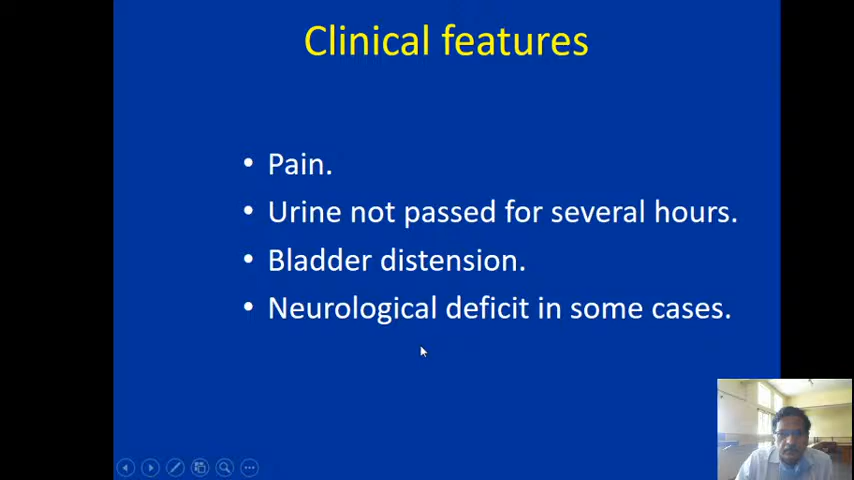 Clinical features
• Pain.
• Urine not passed for several hours.
• Bladder distension.
• Neurological deficit in some cases.